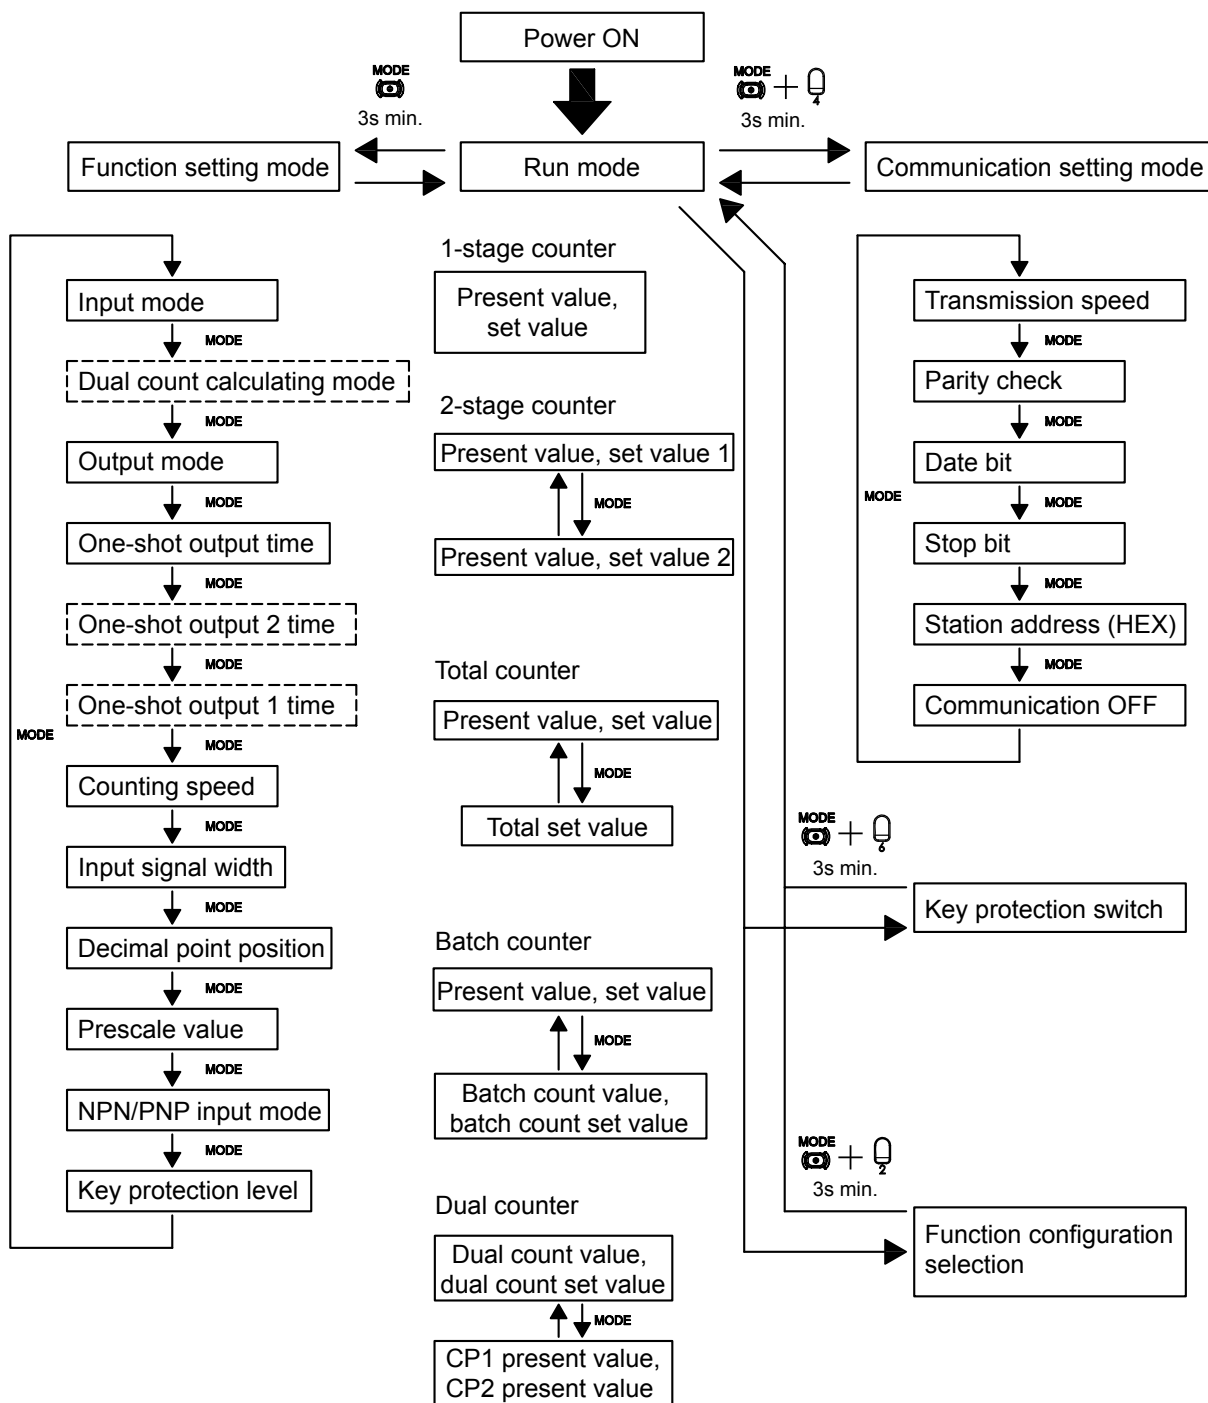 Power ON
MODE
3s min.
MODE
4
3s min.
Function setting mode
Run mode
Communication setting mode
Input mode
MODE
Dual count calculating mode
MODE
Output mode
MODE
One-shot output time
MODE
One-shot output 2 time
MODE
One-shot output 1 time
MODE
MODE
Counting speed
MODE
Input signal width
MODE
Decimal point position
MODE
Prescale value
MODE
NPN/PNP input mode
MODE
Key protection level
1-stage counter
Present value,
set value
2-stage counter
Present value, set value 1
MODE
Present value, set value 2
Total counter
Present value, set value
MODE
Total set value
Batch counter
Present value, set value
MODE
Batch count value,
batch count set value
Dual counter
Dual count value,
dual count set value
MODE
CP1 present value,
CP2 present value
Transmission speed
MODE
Parity check
MODE
Date bit
MODE
MODE
Stop bit
MODE
Station address (HEX)
MODE
Communication OFF
MODE
6
3s min.
Key protection switch
MODE
2
3s min.
Function configuration
selection